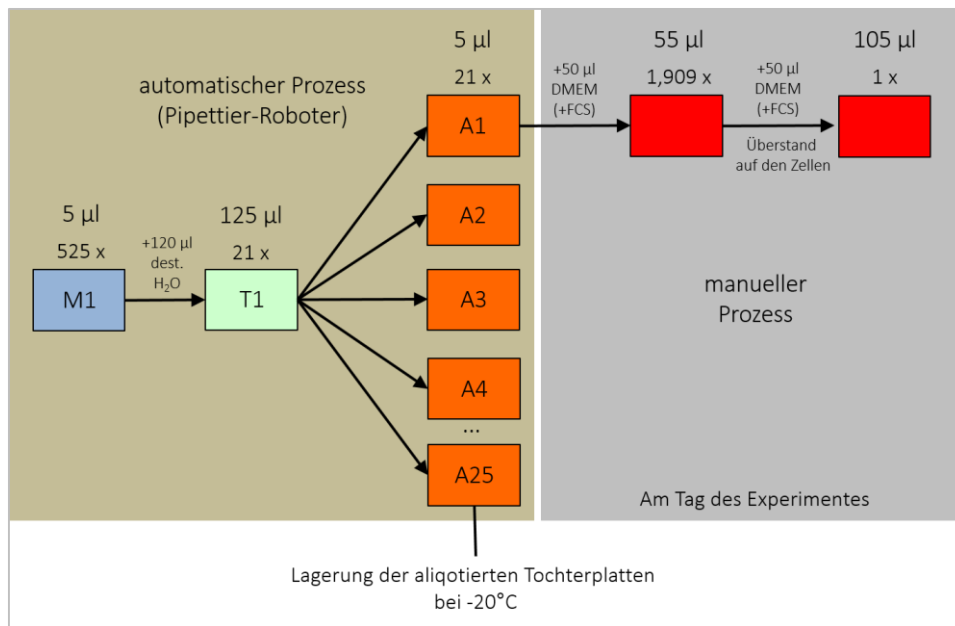 automatischer Prozess
(Pipettier-Roboter)
5 µl
525 x
M1
+120 µl
dest.
H₂O
125 µl
21 x
T1
5 µl
21 x
A1
A2
A3
A4
...
A25
+50 µl
DMEM
(+FCS)
55 µl
1,909 x
+50 µl
DMEM
(+FCS)
Überstand
auf den Zellen
105 µl
1 x
manueller
Prozess
Am Tag des Experimentes
Lagerung der aliqotierten Tochterplatten
bei -20°C